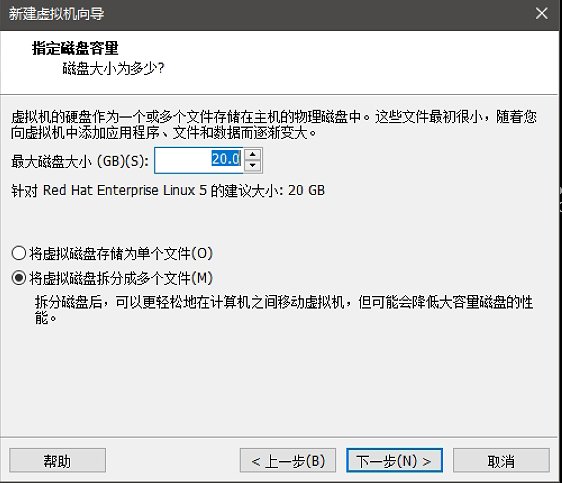 新建虚拟机向导
指定磁盘容量
磁盘大小为多少?
虚拟机的硬盘作为一个或多个文件存储在主机的物理磁盘中。这些文件最初很小，随着您
向虚拟机中添加应用程序、文件和数据而逐渐变大。
最大磁盘大小 (GB)(S): 20.0
针对 Red Hat Enterprise Linux 5 的建议大小: 20 GB
将虚拟磁盘存储为单个文件(O)
将虚拟磁盘拆分成多个文件(M)
拆分磁盘后，可以更轻松地在计算机之间移动虚拟机，但可能会降低大容量磁盘的性
能。
帮助 < 上一步(B) 下一步(N) > 取消